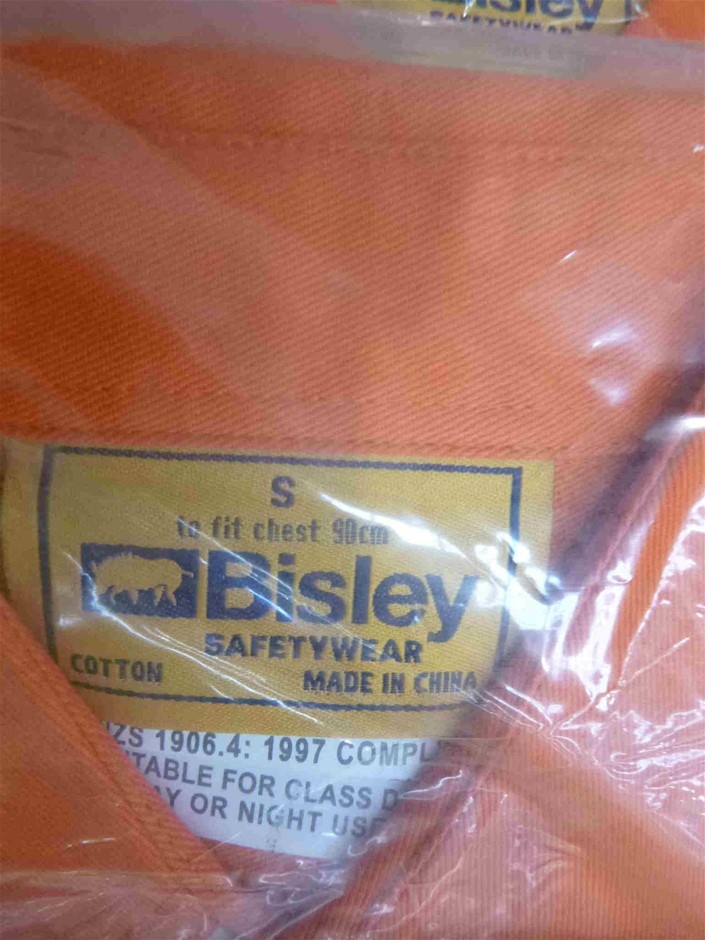 Bisley
SAFETYWEAR
S
to fit chest 90cm
Bisley
SAFETYWEAR
COTTON
MADE IN CHINA
ZS 1906.4: 1997 COMPL
TABLE FOR CLASS D
AY OR NIGHT USE